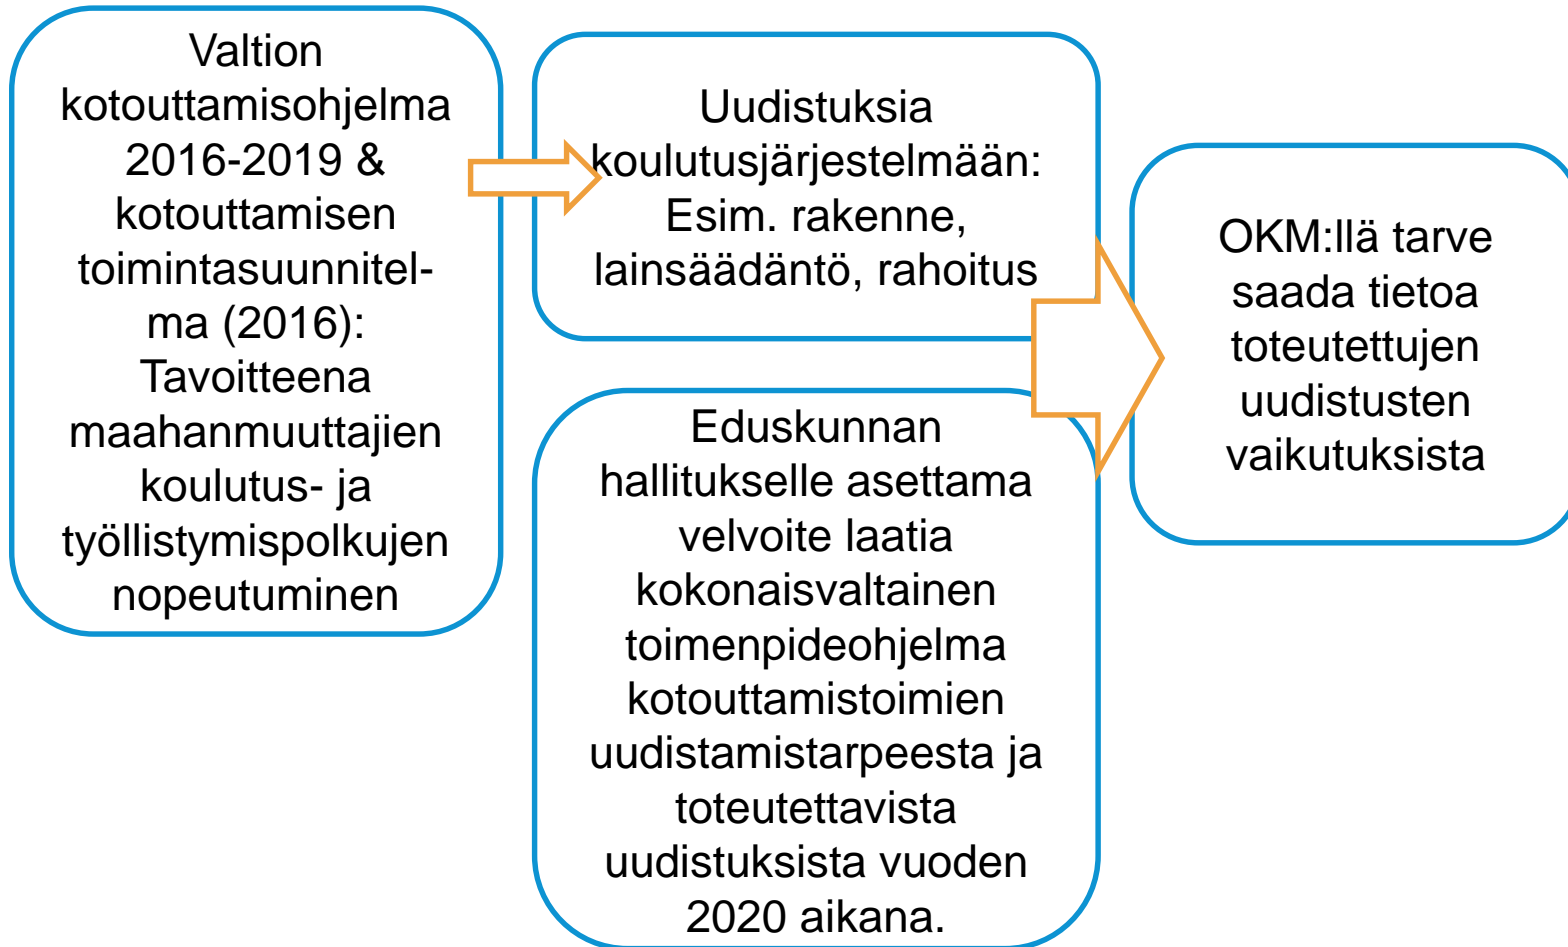 Valtion
kotouttamisohjelma
2016-2019 &
kotouttamisen
toimintasuunnitel-
ma (2016):
Tavoitteena
maahanmuuttajien
koulutus- ja
työllistymispolkujen
nopeutuminen
Uudistuksia
koulutusjärjestelmään:
Esim. rakenne,
lainsäädäntö, rahoitus
Eduskunnan
hallitukselle asettama
velvoite laatia
kokonaisvaltainen
toimenpideohjelma
kotouttamistoimien
uudistamistarpeesta ja
toteutettavista
uudistuksista vuoden
2020 aikana.
OKM:llä tarve
saada tietoa
toteutettujen
uudistusten
vaikutuksista